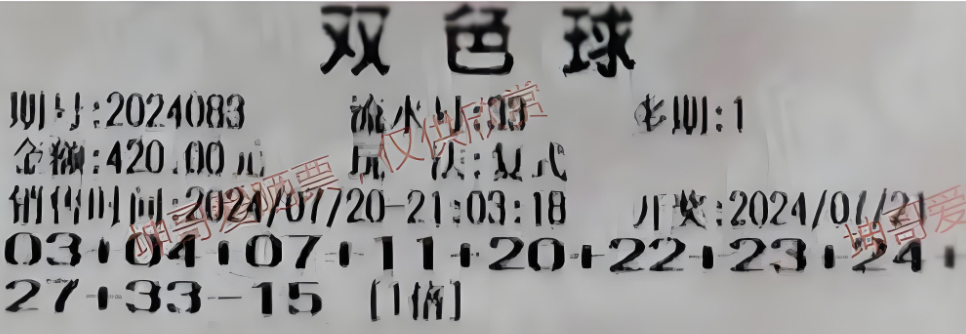 双色球
期号:2024083 流水号:33 多期:1
金额:420.00元 玩 法:复式
销售时间:2024/07/20-21:03:18 开奖:2024/07/21
03+04+07+11+20+22+23+24+
27+33-15 [1倍]
坤哥爱晒票,仅供欣赏
坤哥爱